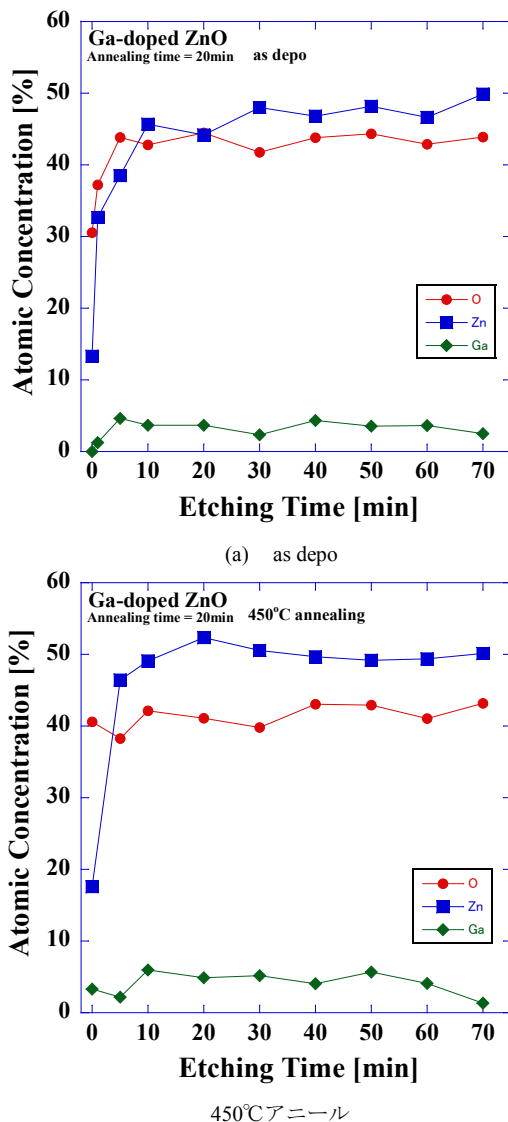 Ga-doped ZnO
Annealing time = 20min as depo
Atomic Concentration [%]
60
50
40
30
20
10
0
O
Zn
Ga
0 10 20 30 40 50 60 70
Etching Time [min]
(a) as depo
Ga-doped ZnO
Annealing time = 20min 450°C annealing
Atomic Concentration [%]
60
50
40
30
20
10
0
O
Zn
Ga
0 10 20 30 40 50 60 70
Etching Time [min]
450℃アニール